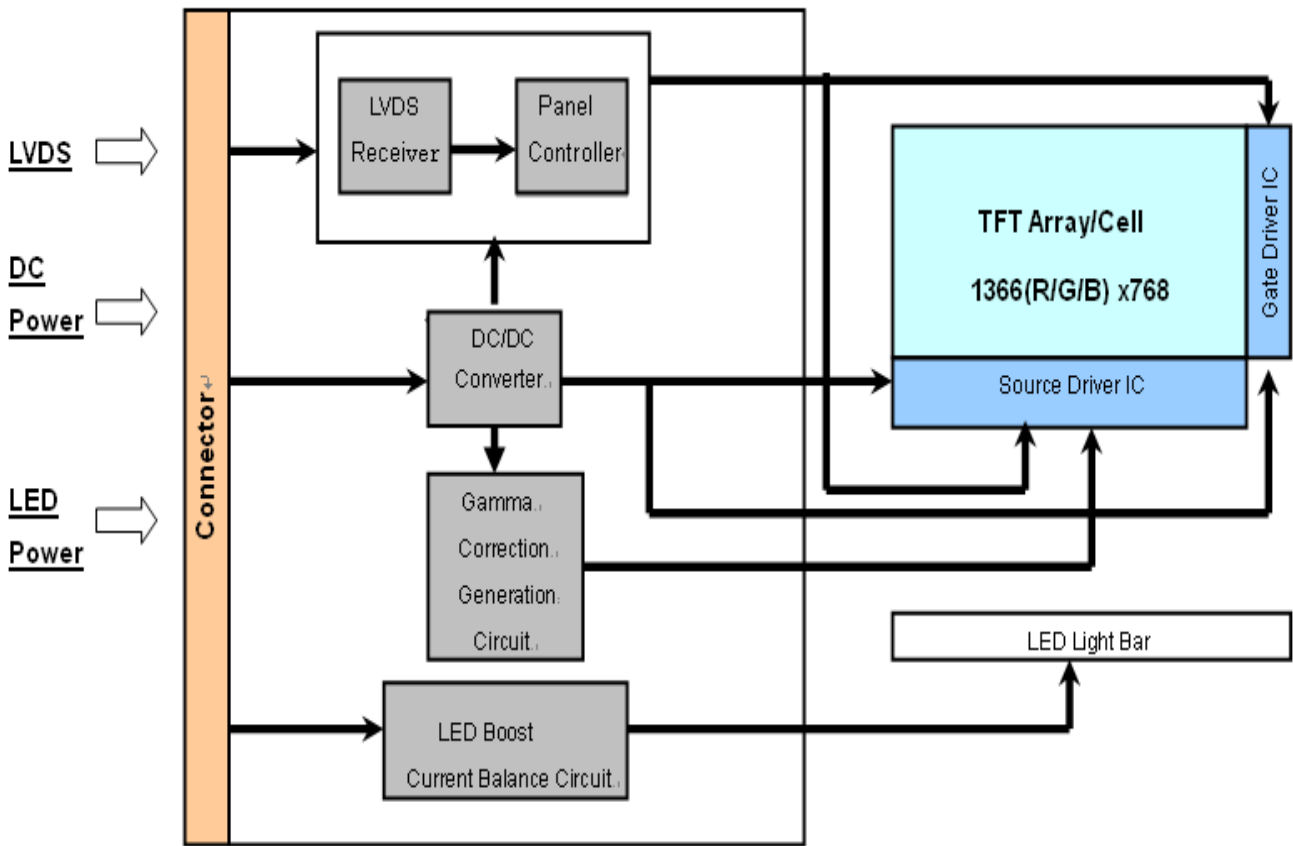 LVDS
DC
Power
LED
Power
Connector
LVDS
Receiver
Panel
Controller
DC/DC
Converter
Gamma
Correction
Generation
Circuit
LED Boost
Current Balance Circuit
TFT Array/Cell
1366(R/G/B) x768
Gate Driver IC
Source Driver IC
LED Light Bar